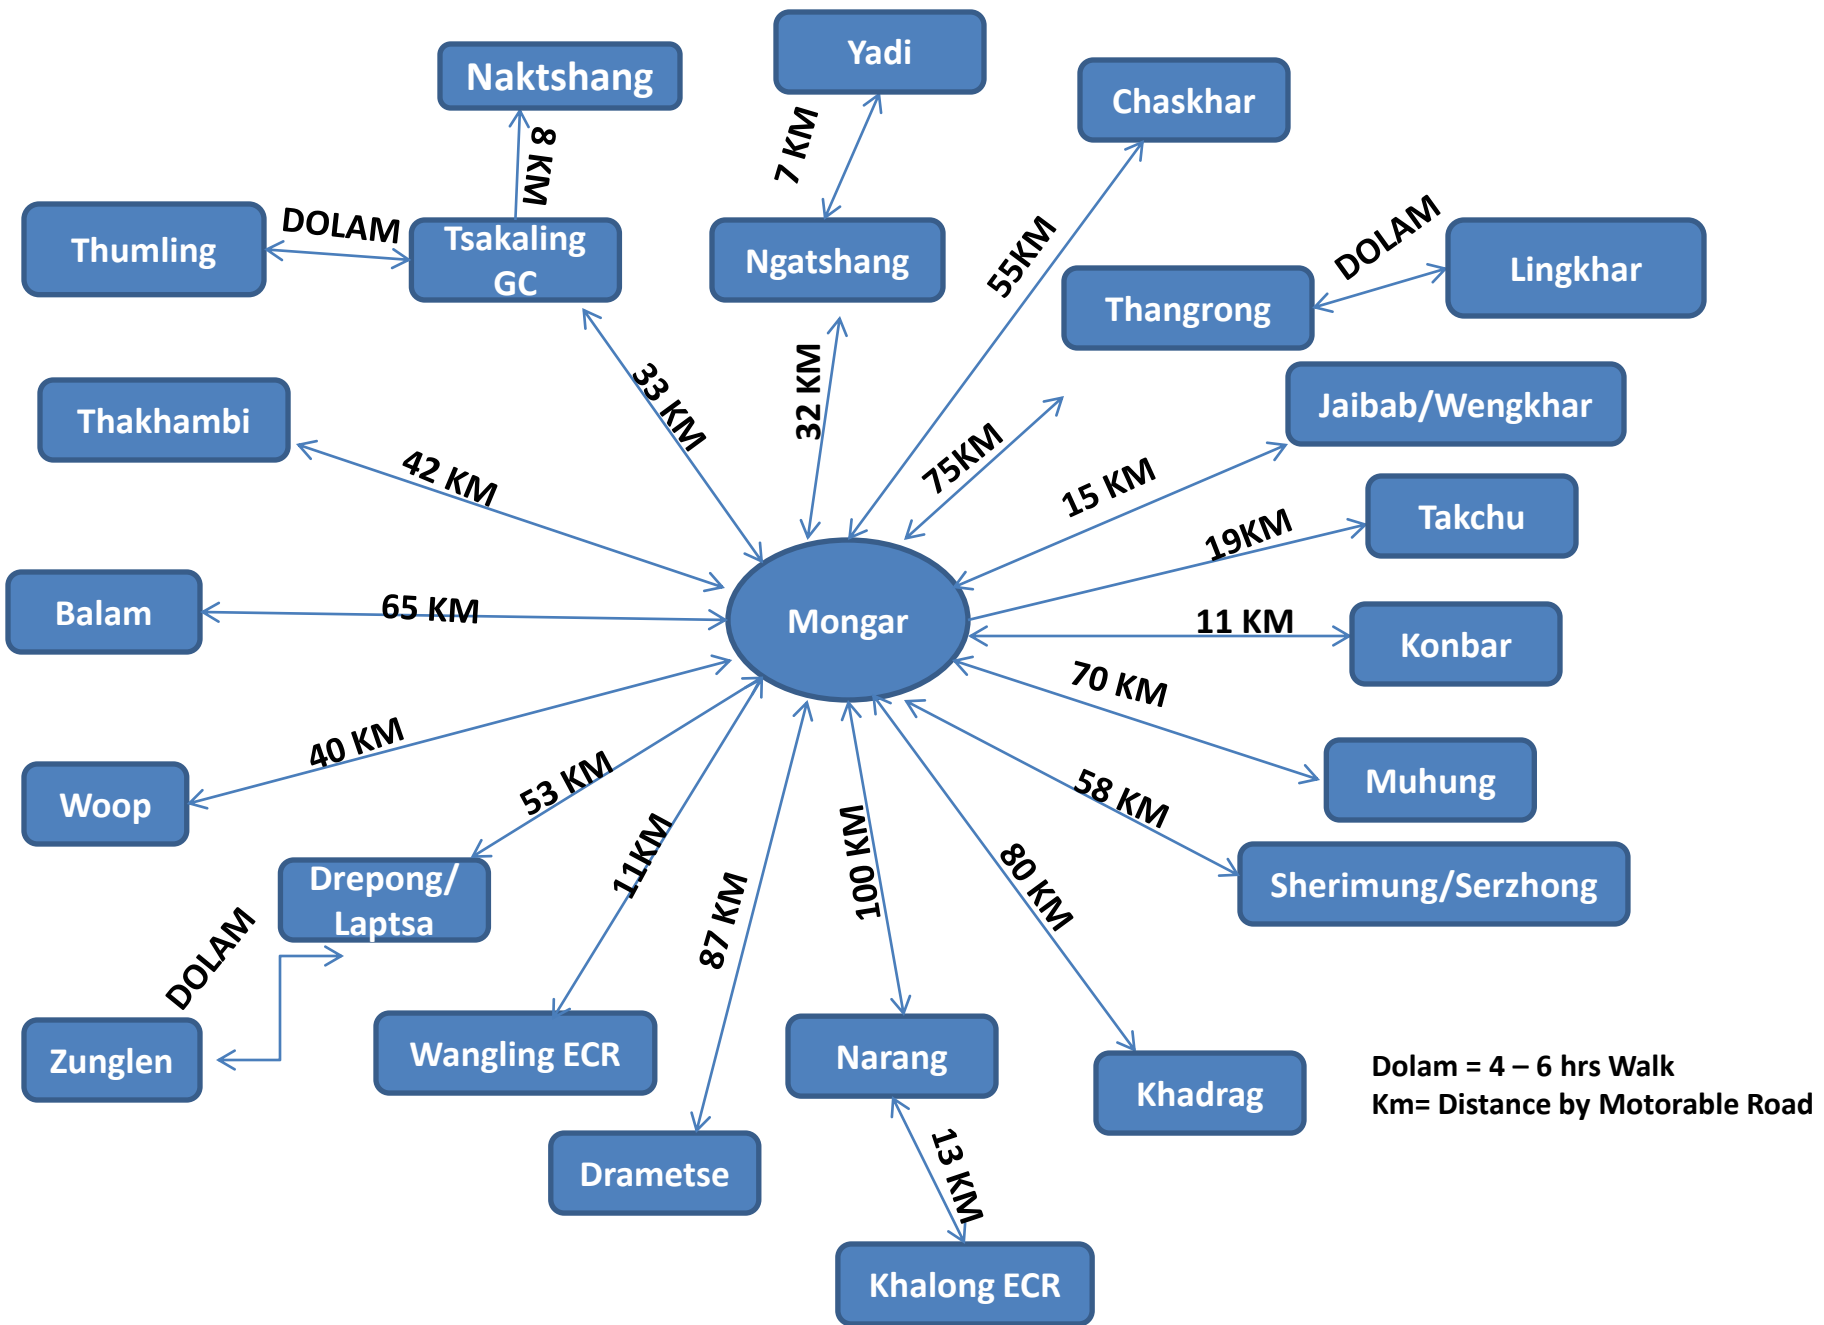 Yadi
Naktshang
Chaskhar
8 KM
7 KM
DOLAM
Thumling
Tsakaling
GC
Ngatshang
55KM
DOLAM
Lingkhar
Thangrong
33 KM
32 KM
Thakhambi
42 KM
75KM
Jaibab/Wengkhar
15 KM
Takchu
19KM
Balam
65 KM
Mongar
11 KM
Konbar
70 KM
40 KM
Woop
53 KM
58 KM
Muhung
Drepong/
Laptsa
11KM
87 KM
1000 KM
80 KM
Sherimung/Serzhong
DOLAM
Zunglen
Wangling ECR
Narang
Khadrag
Dolam = 4 – 6 hrs Walk
Km= Distance by Motorable Road
Drametse
13 KM
Khalong ECR